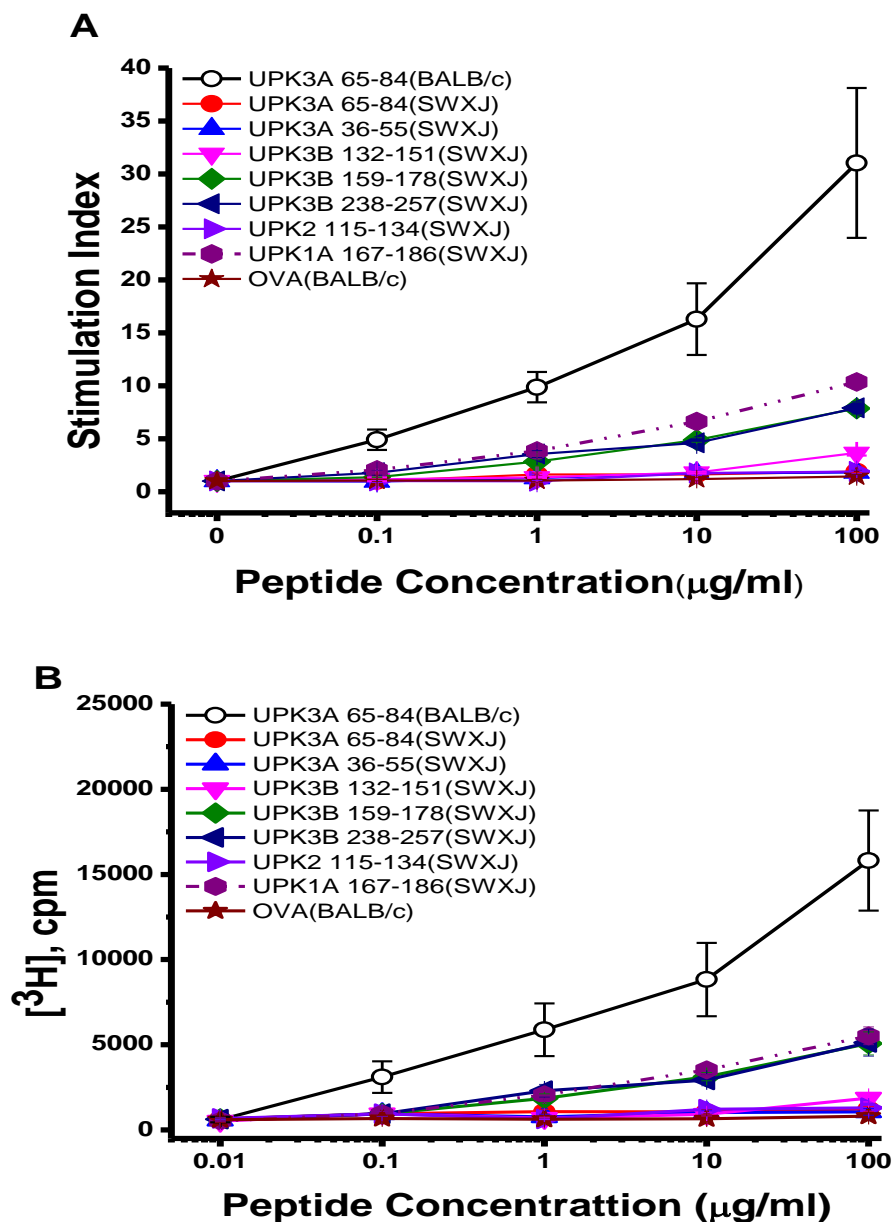 A
40
35
30
25
20
15
10
5
0
Stimulation Index
UPK3A 65-84(BALB/c)
UPK3A 65-84(SWXJ)
UPK3A 36-55(SWXJ)
UPK3B 132-151(SWXJ)
UPK3B 159-178(SWXJ)
UPK3B 238-257(SWXJ)
UPK2 115-134(SWXJ)
UPK1A 167-186(SWXJ)
OVA(BALB/c)
0 0.1 1 10 100
Peptide Concentration(μg/ml)
B
25000
20000
15000
10000
5000
0
[³H], cpm
UPK3A 65-84(BALB/c)
UPK3A 65-84(SWXJ)
UPK3A 36-55(SWXJ)
UPK3B 132-151(SWXJ)
UPK3B 159-178(SWXJ)
UPK3B 238-257(SWXJ)
UPK2 115-134(SWXJ)
UPK1A 167-186(SWXJ)
OVA(BALB/c)
0.01 0.1 1 10 100
Peptide Concentrattion (μg/ml)